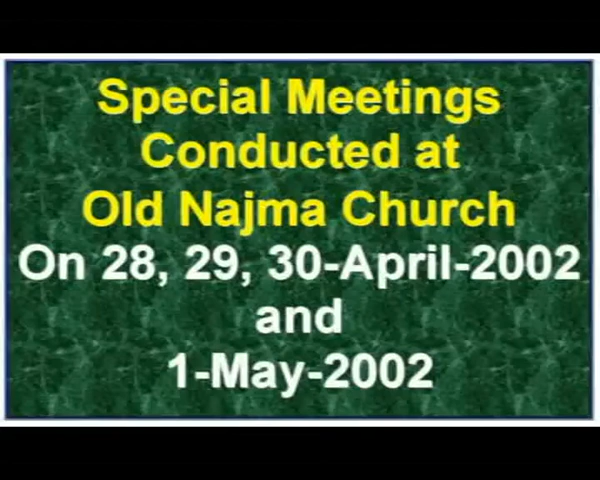 Special Meetings
Conducted at
Old Najma Church
On 28, 29, 30-April-2002
and
1-May-2002